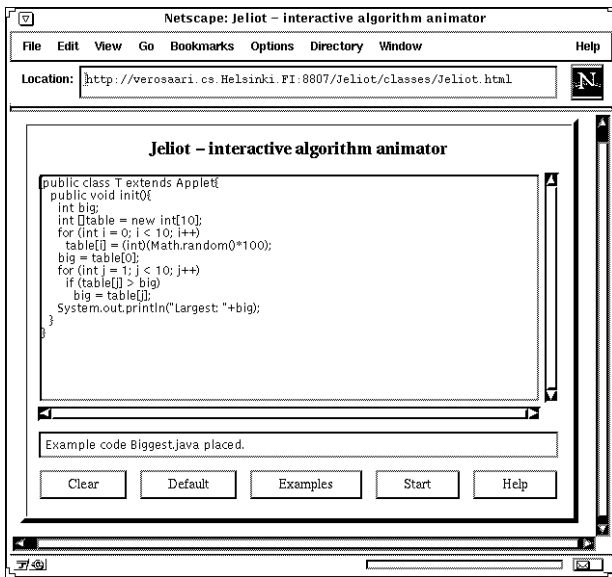 Netscape: Jeliot – interactive algorithm animator
File Edit View Go Bookmarks Options Directory Window Help
Location: http://verosaari.cs.Helsinki.FI:8807/Jeliot/classes/Jeliot.html
N
Jeliot – interactive algorithm animator
public class T extends Applet{
public void init(){
int big;
int []table = new int[10];
for (int i = 0; i < 10; i++)
table[i] = (int)(Math.random()*100);
big = table[0];
for (int j = 1; j < 10; j++)
if (table[j] > big)
big = table[j];
System.out.println("Largest: "+big);
}
}
Example code Biggest.java placed.
Clear Default Examples Start Help